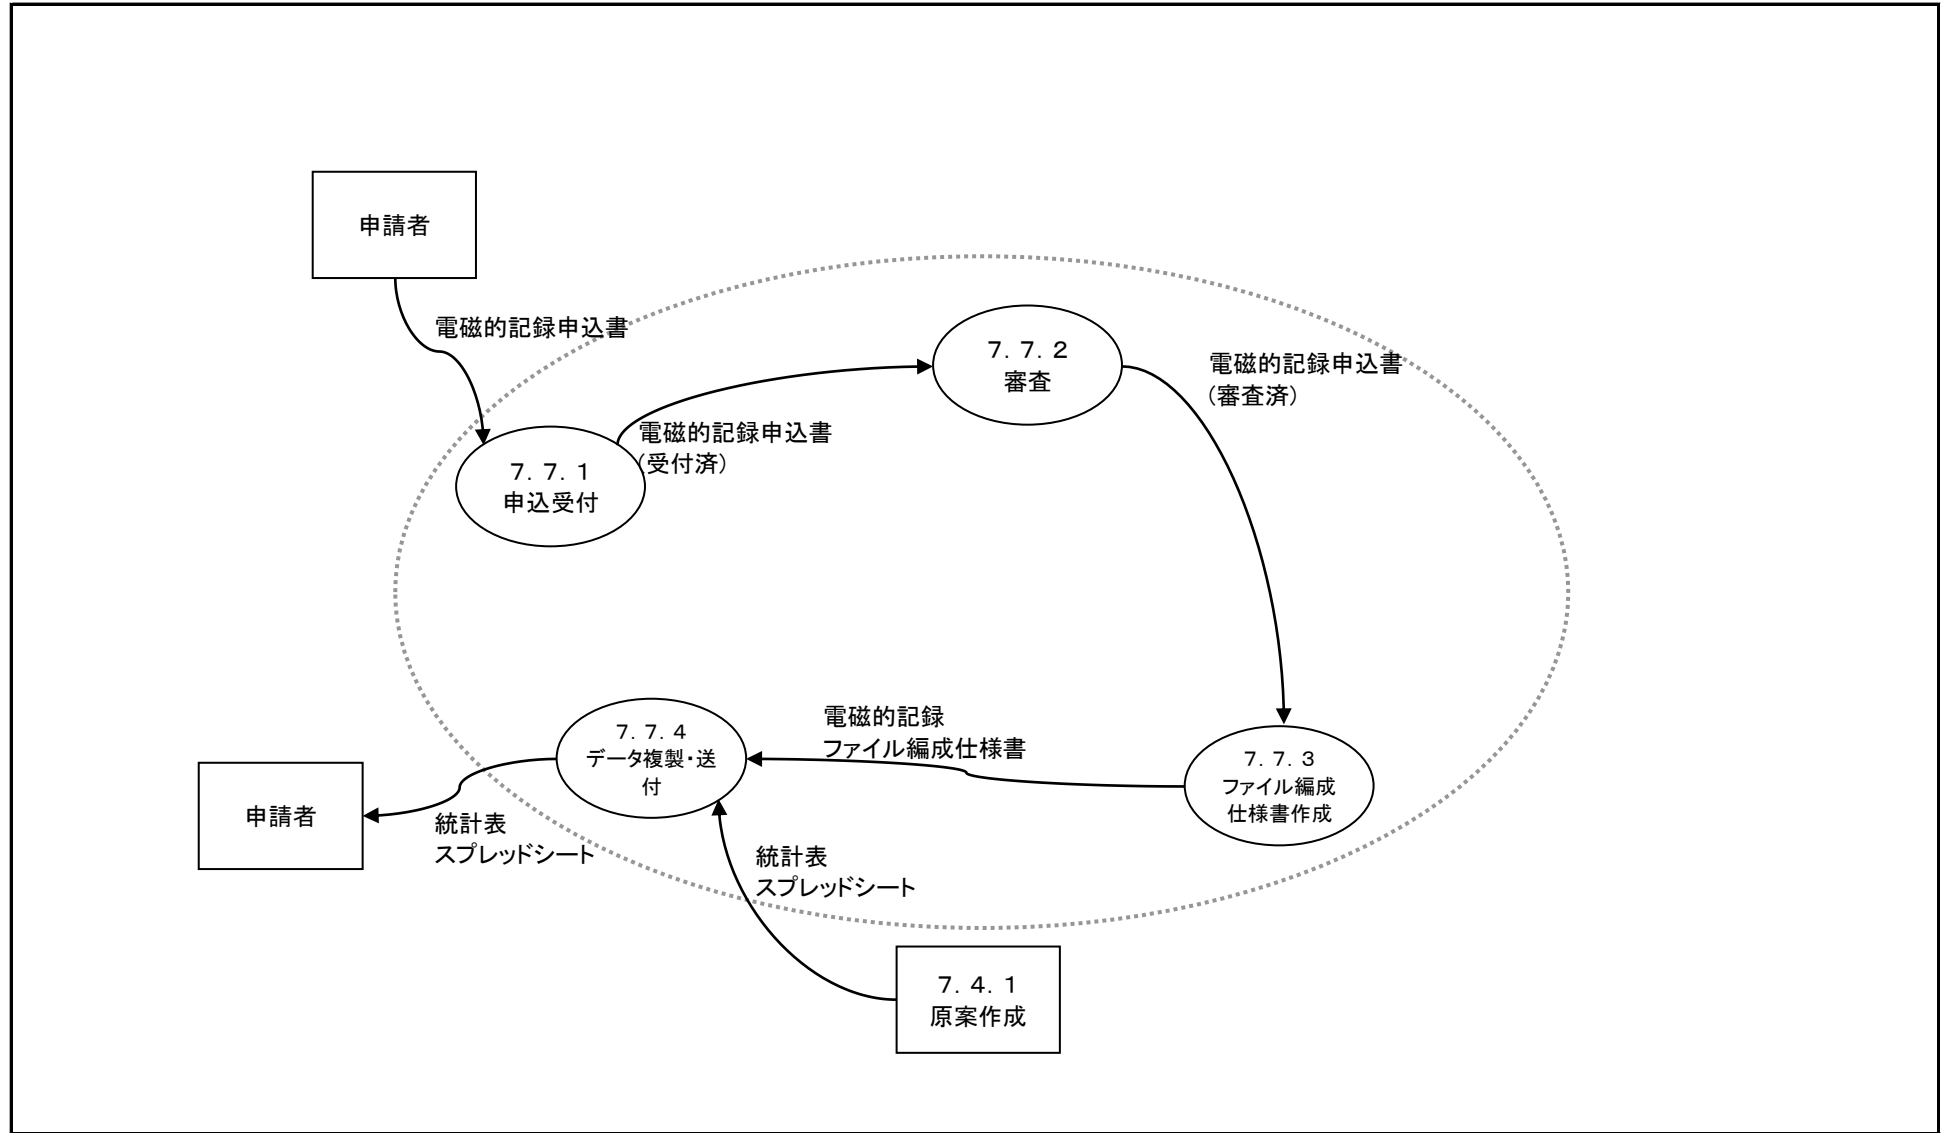 申請者
電磁的記録申込書
7．7．1
申込受付
電磁的記録申込書
(受付済)
7．7．2
審査
電磁的記録申込書
(審査済)
7．7．3
ファイル編成
仕様書作成
電磁的記録
ファイル編成仕様書
7．7．4
データ複製・送
付
統計表
スプレッドシート
申請者
統計表
スプレッドシート
7．4．1
原案作成